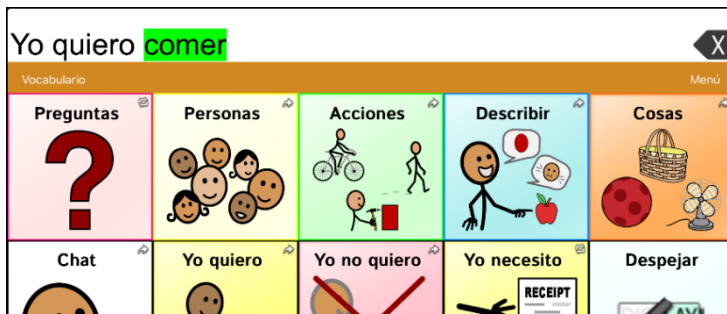 Yo quiero comer
X
Vocabulario Menú
Preguntas Personas Acciones Describir Cosas
Chat Yo quiero Yo no quiero Yo necesito Despejar
RECEIPT